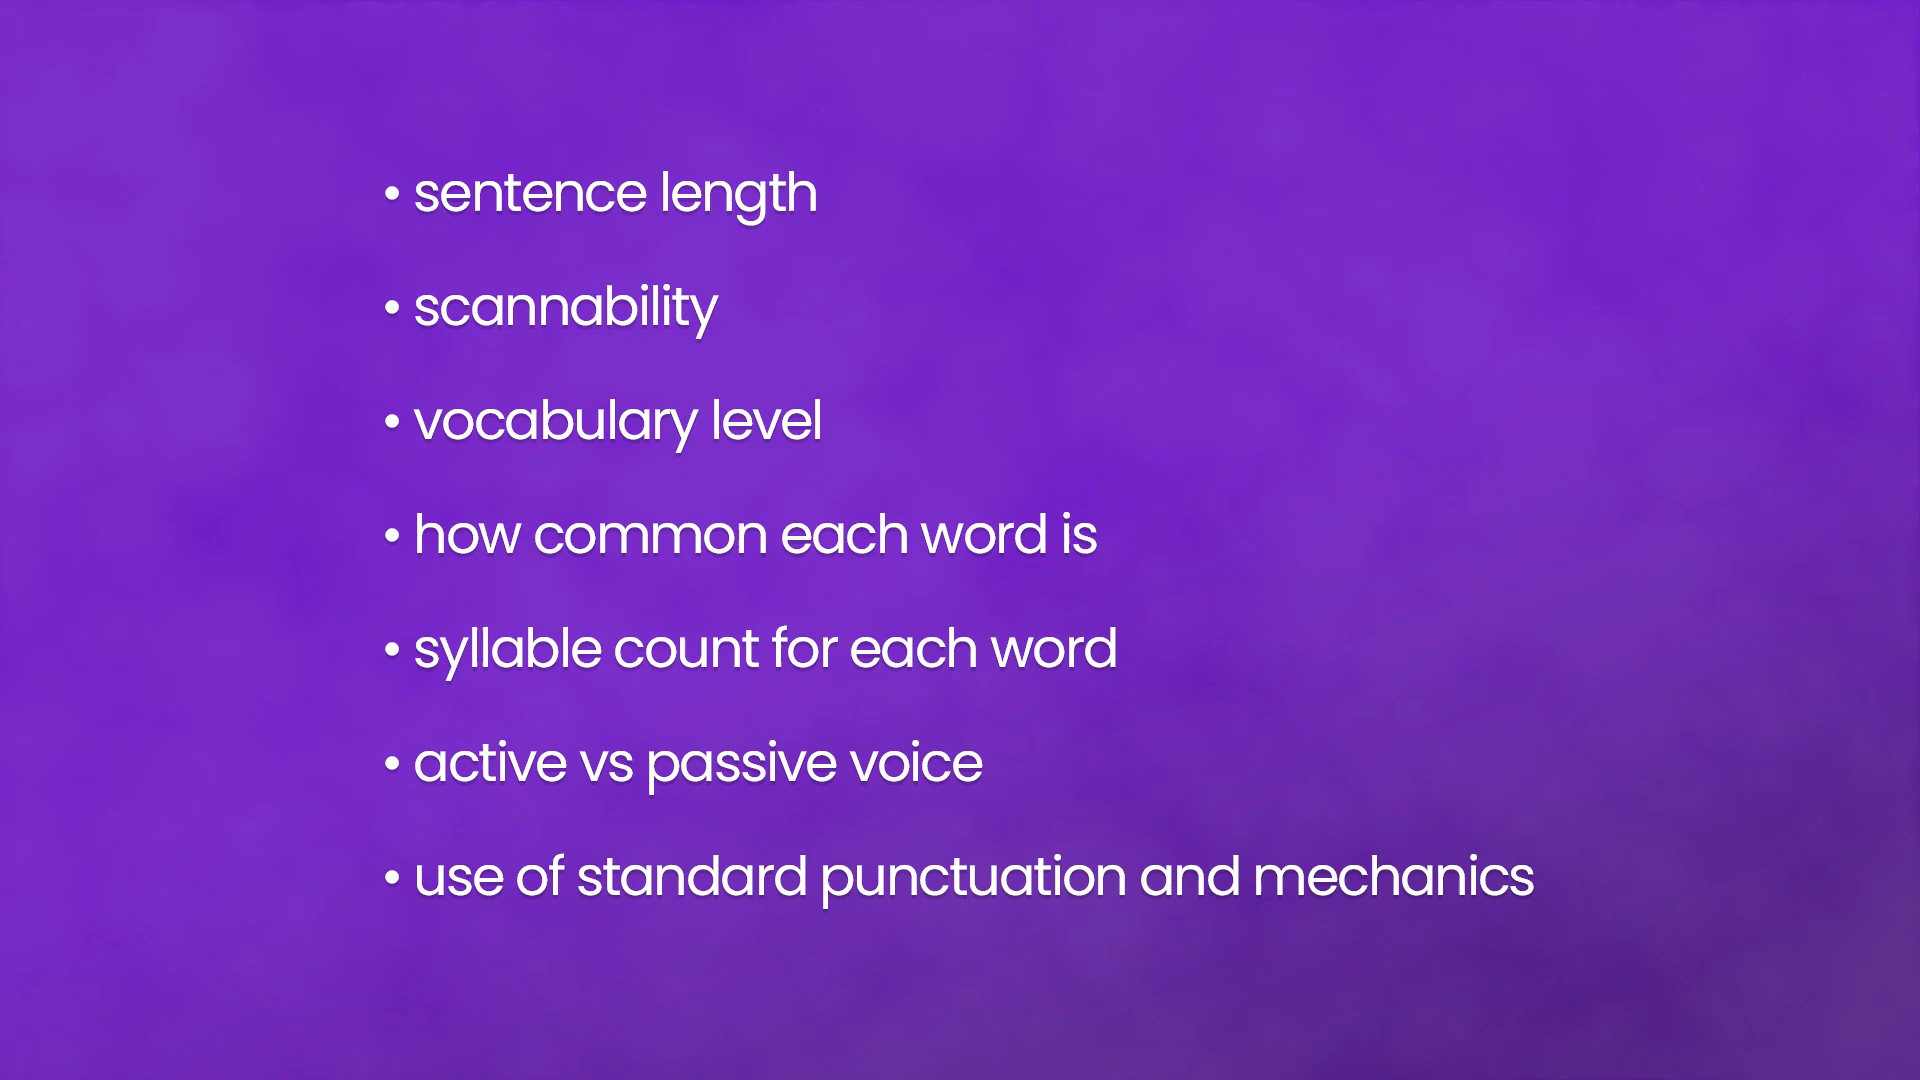 • sentence length
• scannability
• vocabulary level
• how common each word is
• syllable count for each word
• active vs passive voice
• use of standard punctuation and mechanics